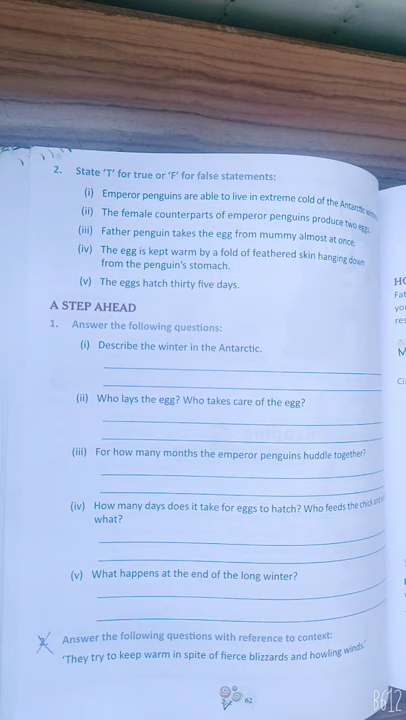 2. State 'T' for true or 'F' for false statements:
(i) Emperor penguins are able to live in extreme cold of the Antarctic
(ii) The female counterparts of emperor penguins produce two eggs.
(iii) Father penguin takes the egg from mummy almost at once.
(iv) The egg is kept warm by a fold of feathered skin hanging down
from the penguin's stomach.
(v) The eggs hatch thirty five days.
A STEP AHEAD
1. Answer the following questions:
(i) Describe the winter in the Antarctic.
(ii) Who lays the egg? Who takes care of the egg?
(iii) For how many months the emperor penguins huddle together?
(iv) How many days does it take for eggs to hatch? Who feeds the chick and
what?
(v) What happens at the end of the long winter?
2. Answer the following questions with reference to context:
'They try to keep warm in spite of fierce blizzards and howling winds.'
62
B612